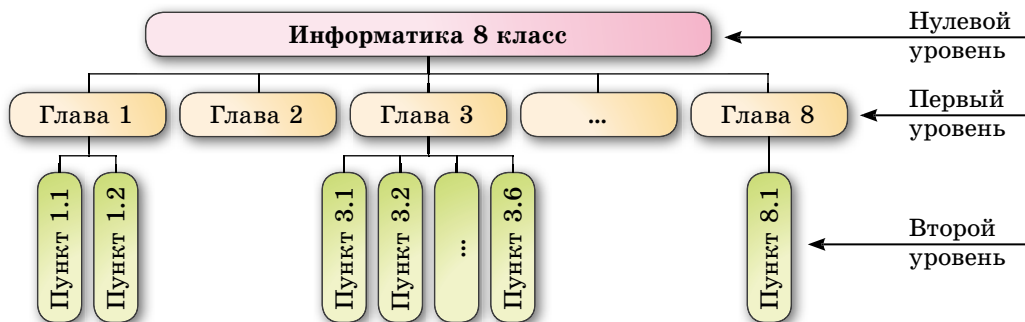 Информатика 8 класс
Нулевой
уровень
Глава 1
Глава 2
Глава 3
...
Глава 8
Первый
уровень
Пункт 1.1
Пункт 1.2
Пункт 3.1
Пункт 3.2
...
Пункт 3.6
Пункт 8.1
Второй
уровень